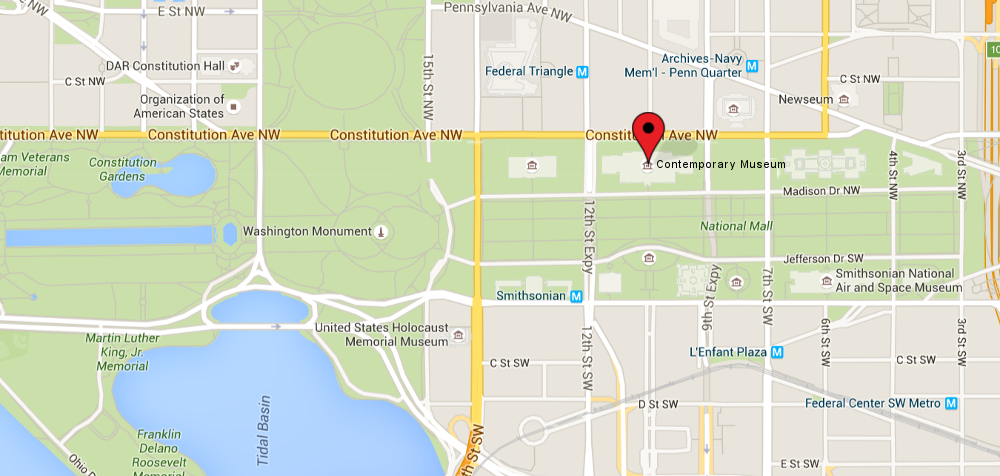 ve NW
E St NW
Pennsylvania Ave NW
DAR Constitution Hall
C St NW
Organization of
American States
15th St NW
Federal Triangle M
Archives-Navy
Mem'l - Penn Quarter M
C St NW
Newseum
10
titution Ave NW
Constitution Ave NW
Constitution Ave NW
Ave NW
am Veterans
Memorial
Constitution
Gardens
Contemporary Museum
4th St NW
3rd St NW
Madison Dr NW
Washington Monument
12th St Expy
National Mall
Jefferson Dr SW
Smithsonian M
9th St Expy
7th St SW
Smithsonian National
Air and Space Museum
United States Holocaust
Memorial Museum
12th St SW
6th St SW
3rd St SW
Martin Luther
King, Jr.
Memorial
L'Enfant Plaza M
C St SW
C St SW
Tidal Basin
D St SW
Federal Center SW Metro M
Franklin
Delano
Roosevelt
Memorial
Ohio D
th St SW
E St SW